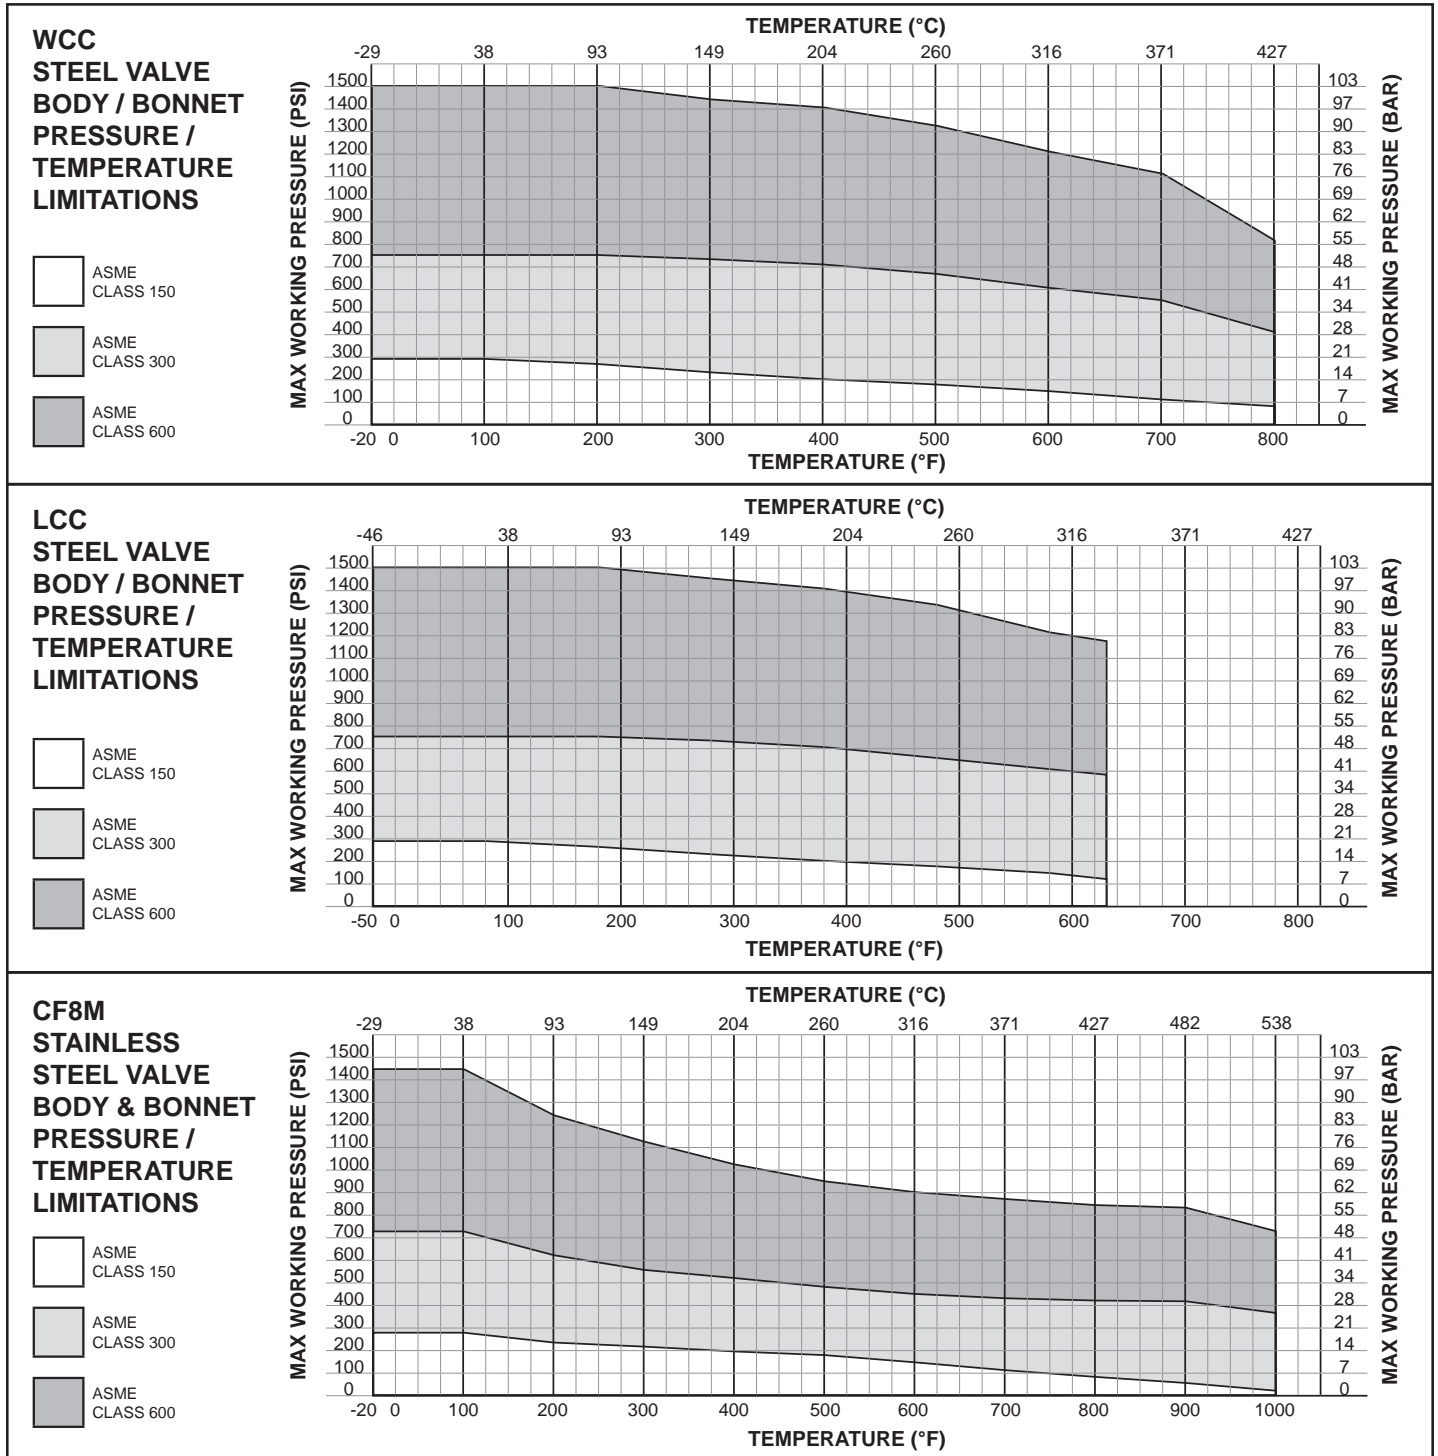 WCC
STEEL VALVE
BODY / BONNET
PRESSURE /
TEMPERATURE
LIMITATIONS
ASME
CLASS 150
ASME
CLASS 300
ASME
CLASS 600
TEMPERATURE (°C)
-29 38 93 149 204 260 316 371 427
MAX WORKING PRESSURE (PSI)
1500
1400
1300
1200
1100
1000
900
800
700
600
500
400
300
200
100
0
103
97
90
83
76
69
62
55
48
41
34
28
21
14
7
0
MAX WORKING PRESSURE (BAR)
-20 0 100 200 300 400 500 600 700 800
TEMPERATURE (°F)
LCC
STEEL VALVE
BODY / BONNET
PRESSURE /
TEMPERATURE
LIMITATIONS
ASME
CLASS 150
ASME
CLASS 300
ASME
CLASS 600
TEMPERATURE (°C)
-46 38 93 149 204 260 316 371 427
MAX WORKING PRESSURE (PSI)
1500
1400
1300
1200
1100
1000
900
800
700
600
500
400
300
200
100
0
103
97
90
83
76
69
62
55
48
41
34
28
21
14
7
0
MAX WORKING PRESSURE (BAR)
-50 0 100 200 300 400 500 600 700 800
TEMPERATURE (°F)
CF8M
STAINLESS
STEEL VALVE
BODY & BONNET
PRESSURE /
TEMPERATURE
LIMITATIONS
ASME
CLASS 150
ASME
CLASS 300
ASME
CLASS 600
TEMPERATURE (°C)
-29 38 93 149 204 260 316 371 427 482 538
MAX WORKING PRESSURE (PSI)
1500
1400
1300
1200
1100
1000
900
800
700
600
500
400
300
200
100
0
103
97
90
83
76
69
62
55
48
41
34
28
21
14
7
0
MAX WORKING PRESSURE (BAR)
-20 0 100 200 300 400 500 600 700 800 900 1000
TEMPERATURE (°F)